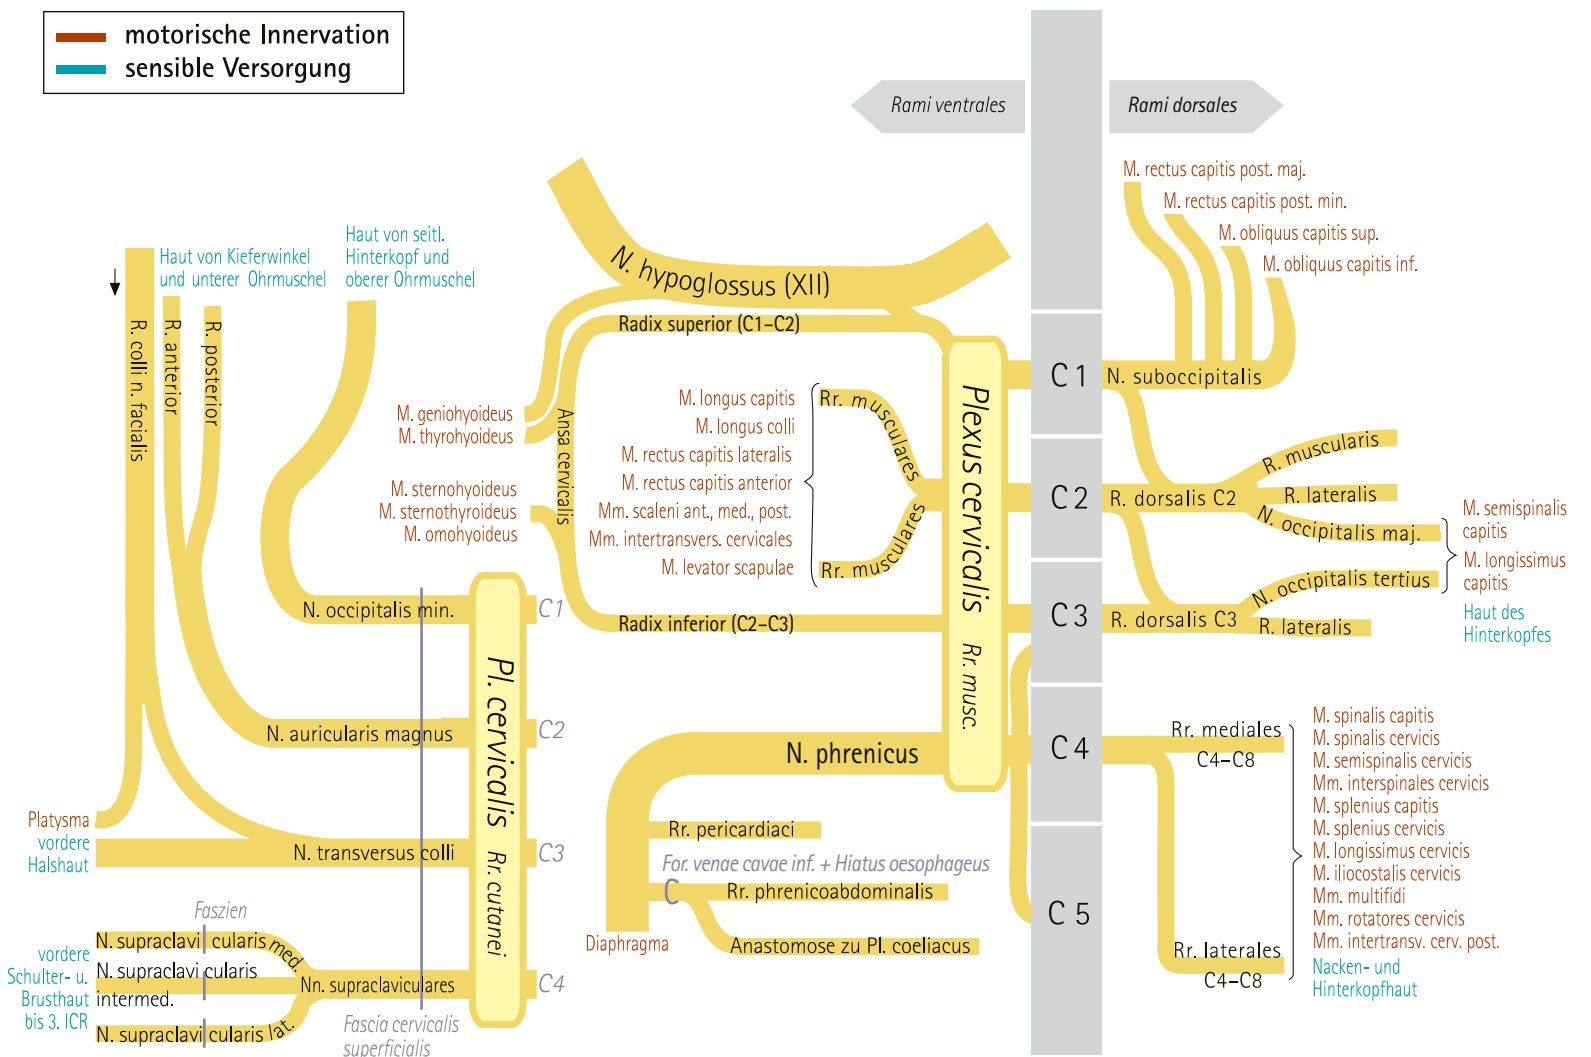 motorische Innervation
sensible Versorgung
Rami ventrales
Rami dorsales
M. rectus capitis post. maj.
M. rectus capitis post. min.
M. obliquus capitis sup.
M. obliquus capitis inf.
Haut von Kieferwinkel
und unterer Ohrmuschel
Haut von seitl.
Hinterkopf und
oberer Ohrmuschel
R. colli n. facialis
R. anterior
R. posterior
N. hypoglossus (XII)
Radix superior (C1–C2)
Ansa cervicalis
M. geniohyoideus
M. thyrohyoideus
M. sternohyoideus
M. sternothyroideus
M. omohyoideus
M. longus capitis
M. longus colli
M. rectus capitis lateralis
M. rectus capitis anterior
Mm. scaleni ant., med., post.
Mm. intertransvers. cervicales
M. levator scapulae
Rr. musculares
Rr. musculares
Radix inferior (C2–C3)
Plexus cervicalis Rr. musc.
C 1
C 2
C 3
C 4
C 5
N. suboccipitalis
R. dorsalis C2
R. muscularis
R. lateralis
N. occipitalis maj.
N. occipitalis tertius
R. dorsalis C3
R. lateralis
M. semispinalis
capitis
M. longissimus
capitis
Haut des
Hinterkopfes
N. occipitalis min.
N. auricularis magnus
N. transversus colli
Nn. supraclaviculares
Pl. cervicalis Rr. cutanei
C1
C2
C3
C4
Platysma
vordere
Halshaut
Faszien
N. supraclavicularis med.
N. supraclavicularis
intermed.
N. supraclavicularis lat.
vordere
Schulter- u.
Brusthaut
bis 3. ICR
Fascia cervicalis
superficialis
N. phrenicus
Rr. pericardiaci
For. venae cavae inf. + Hiatus oesophageus
Rr. phrenicoabdominalis
Anastomose zu Pl. coeliacus
Diaphragma
Rr. mediales
C4–C8
Rr. laterales
C4–C8
M. spinalis capitis
M. spinalis cervicis
M. semispinalis cervicis
Mm. interspinales cervicis
M. splenius capitis
M. splenius cervicis
M. longissimus cervicis
M. iliocostalis cervicis
Mm. multifidi
Mm. rotatores cervicis
Mm. intertransv. cerv. post.
Nacken- und
Hinterkopfhaut